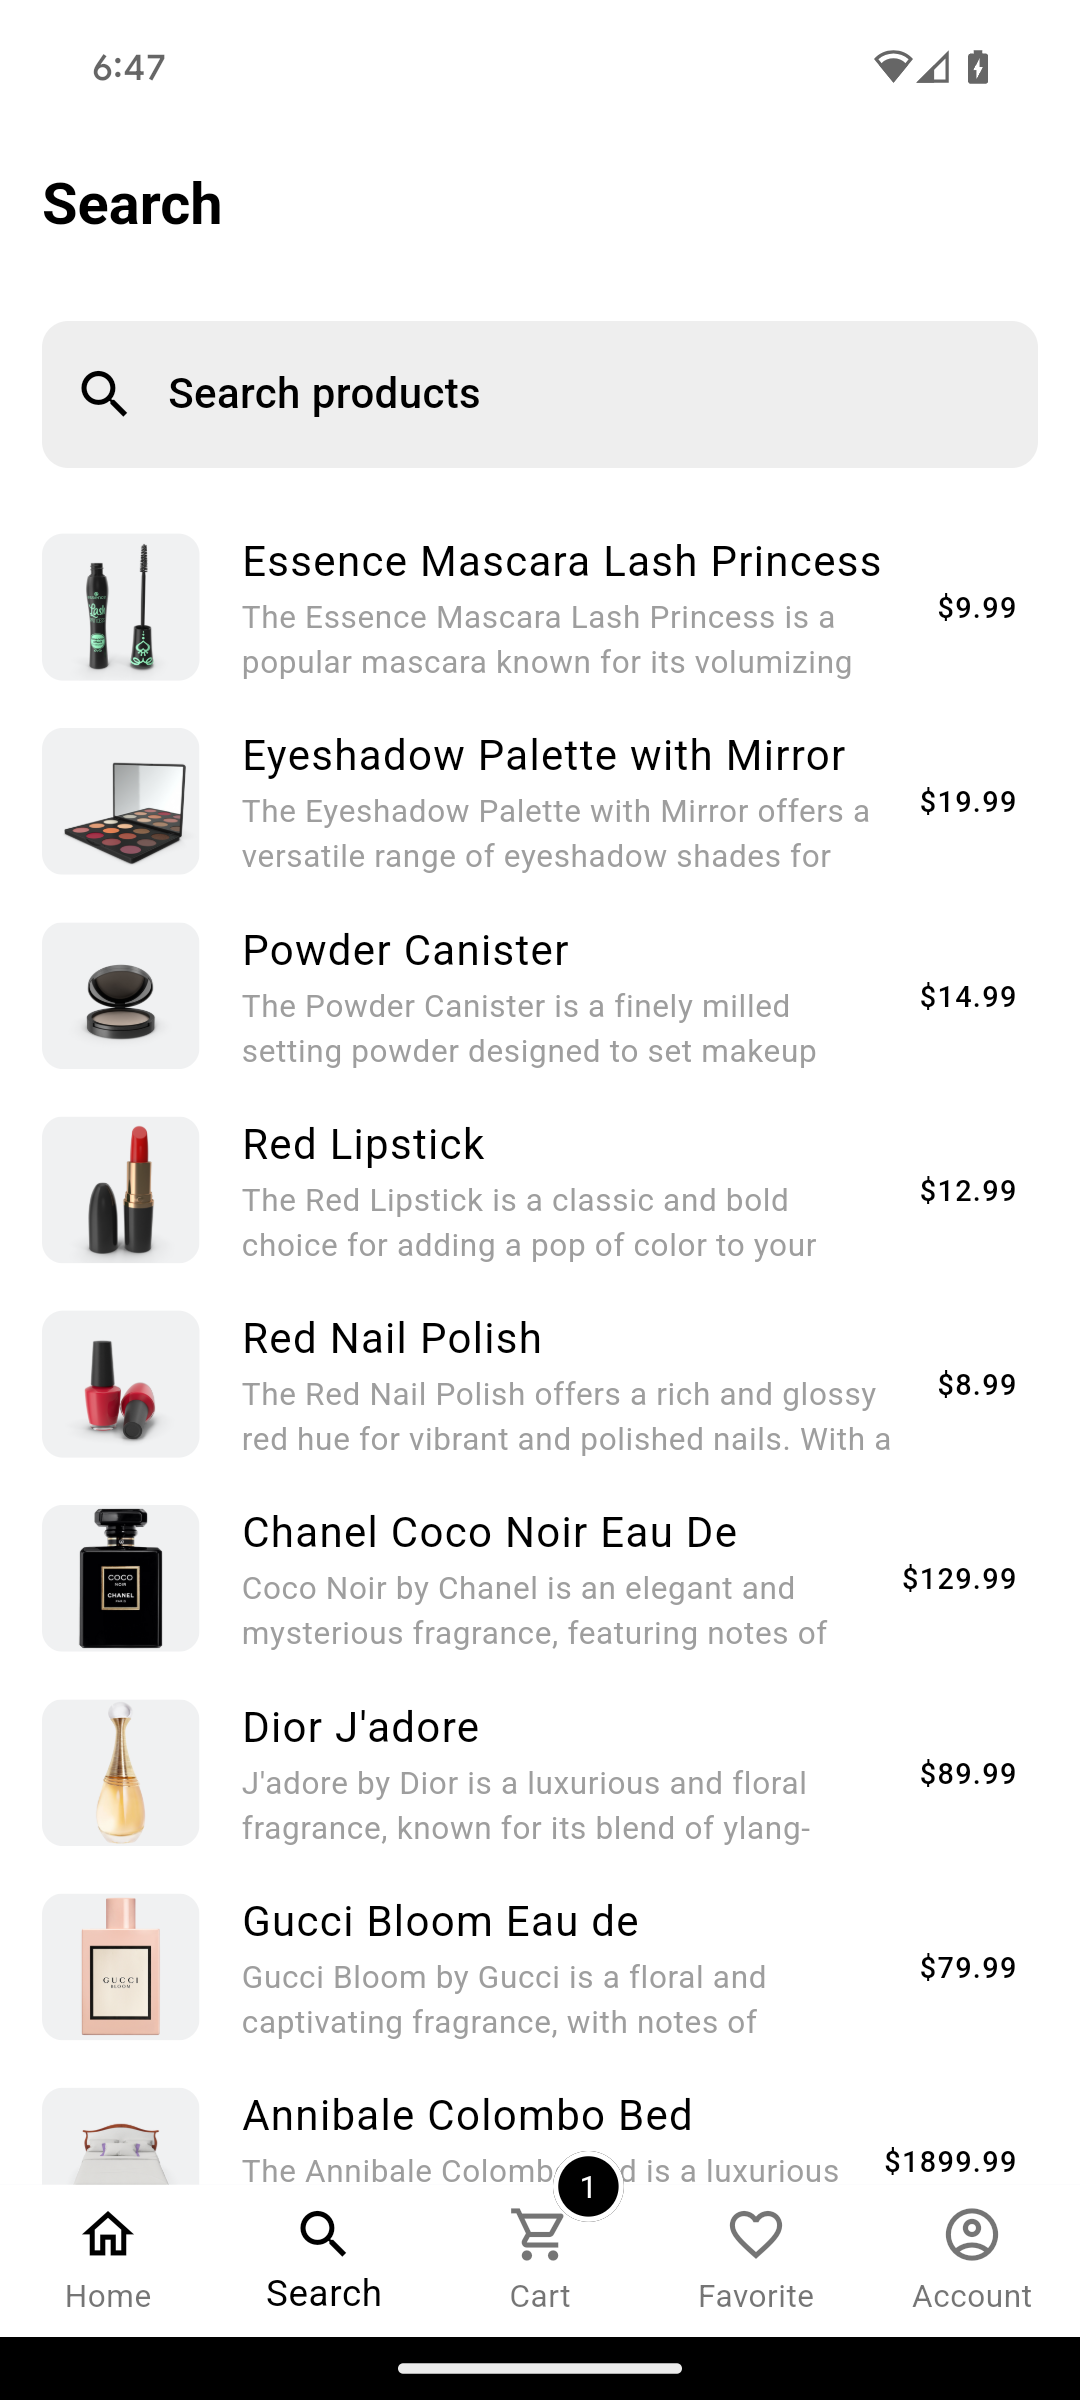 6:47
Search
Search products
Essence Mascara Lash Princess
The Essence Mascara Lash Princess is a
popular mascara known for its volumizing
$9.99
Eyeshadow Palette with Mirror
The Eyeshadow Palette with Mirror offers a
versatile range of eyeshadow shades for
$19.99
Powder Canister
The Powder Canister is a finely milled
setting powder designed to set makeup
$14.99
Red Lipstick
The Red Lipstick is a classic and bold
choice for adding a pop of color to your
$12.99
Red Nail Polish
The Red Nail Polish offers a rich and glossy
red hue for vibrant and polished nails. With a
$8.99
COCO
NOIR
CHANEL
Chanel Coco Noir Eau De
Coco Noir by Chanel is an elegant and
mysterious fragrance, featuring notes of
$129.99
Dior J'adore
J'adore by Dior is a luxurious and floral
fragrance, known for its blend of ylang-
$89.99
GUCCI
BLOOM
Gucci Bloom Eau de
Gucci Bloom by Gucci is a floral and
captivating fragrance, with notes of
$79.99
Annibale Colombo Bed
The Annibale Colomb d is a luxurious
$1899.99
1
Home
Search
Cart
Favorite
Account